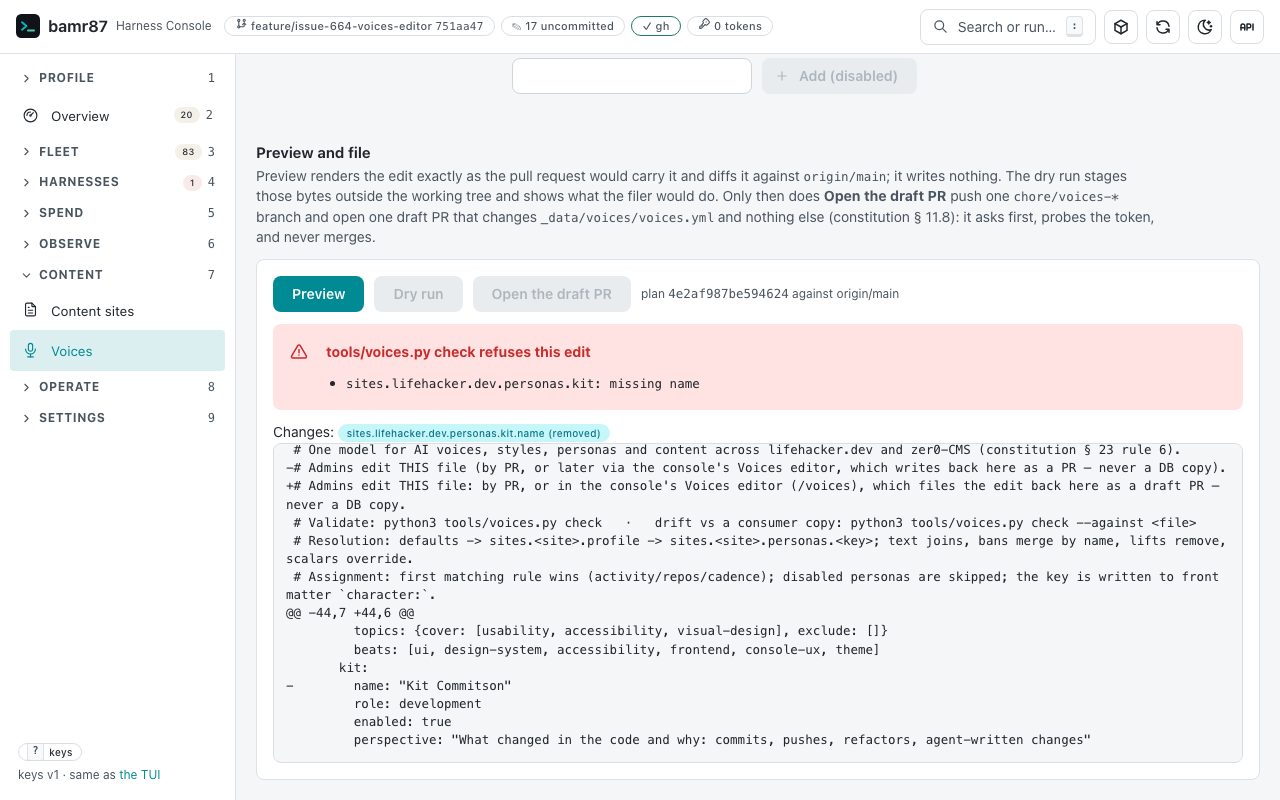 bamr87 Harness Console feature/issue-664-voices-editor 751aa47 17 uncommitted ✓ gh 0 tokens Search or run... : API
PROFILE 1
Overview 20 2
FLEET 83 3
HARNESSES 1 4
SPEND 5
OBSERVE 6
CONTENT 7
Content sites
Voices
OPERATE 8
SETTINGS 9
? keys
keys v1 · same as the TUI
+ Add (disabled)
Preview and file
Preview renders the edit exactly as the pull request would carry it and diffs it against origin/main; it writes nothing. The dry run stages
those bytes outside the working tree and shows what the filer would do. Only then does Open the draft PR push one chore/voices-*
branch and open one draft PR that changes _data/voices/voices.yml and nothing else (constitution § 11.8): it asks first, probes the token,
and never merges.
Preview Dry run Open the draft PR plan 4e2af987be594624 against origin/main
tools/voices.py check refuses this edit
• sites.lifehacker.dev.personas.kit: missing name
Changes: sites.lifehacker.dev.personas.kit.name (removed)
# One model for AI voices, styles, personas and content across lifehacker.dev and zer0-CMS (constitution § 23 rule 6).
-# Admins edit THIS file (by PR, or later via the console's Voices editor, which writes back here as a PR — never a DB copy).
+# Admins edit THIS file: by PR, or in the console's Voices editor (/voices), which files the edit back here as a draft PR —
never a DB copy.
# Validate: python3 tools/voices.py check · drift vs a consumer copy: python3 tools/voices.py check --against <file>
# Resolution: defaults -> sites.<site>.profile -> sites.<site>.personas.<key>; text joins, bans merge by name, lifts remove,
scalars override.
# Assignment: first matching rule wins (activity/repos/cadence); disabled personas are skipped; the key is written to front
matter `character:`.
@@ -44,7 +44,6 @@
topics: {cover: [usability, accessibility, visual-design], exclude: []}
beats: [ui, design-system, accessibility, frontend, console-ux, theme]
kit:
- name: "Kit Commitson"
role: development
enabled: true
perspective: "What changed in the code and why: commits, pushes, refactors, agent-written changes"